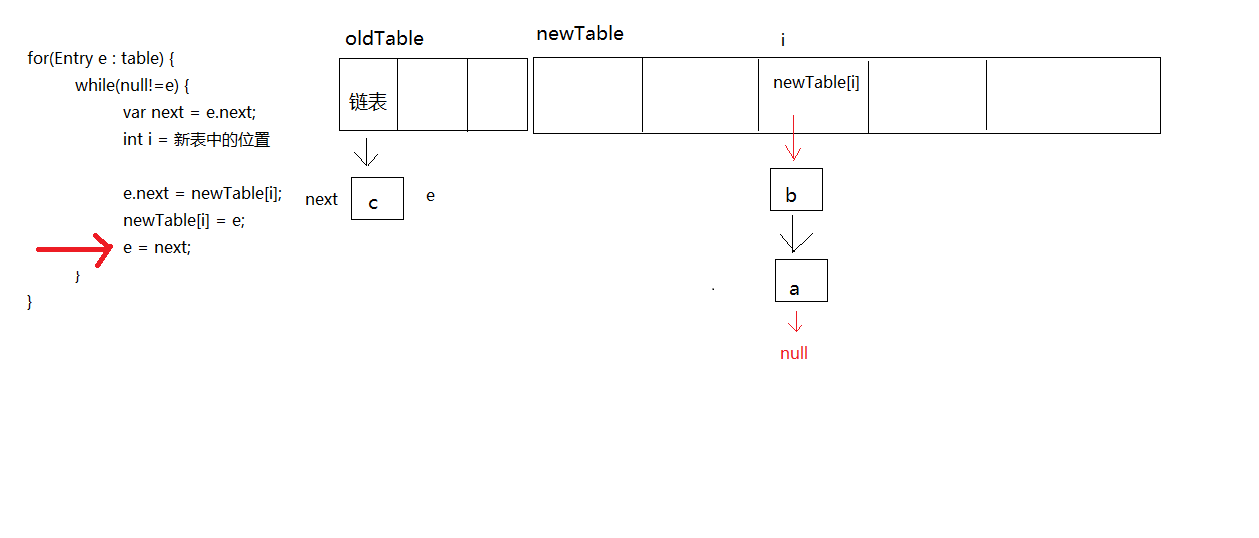 for(Entry e : table) {
while(null!=e) {
var next = e.next;
int i = 新表中的位置
e.next = newTable[i];
newTable[i] = e;
e = next;
}
}
oldTable
链表
next
c
e
newTable
i
newTable[i]
b
a
null